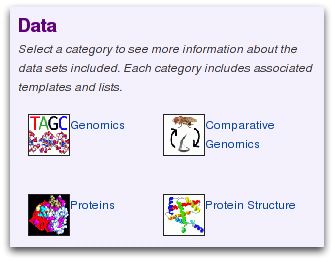 Data
Select a category to see more information about the
data sets included. Each category includes associated
templates and lists.
TAGC Genomics
Comparative
Genomics
Proteins
Protein Structure